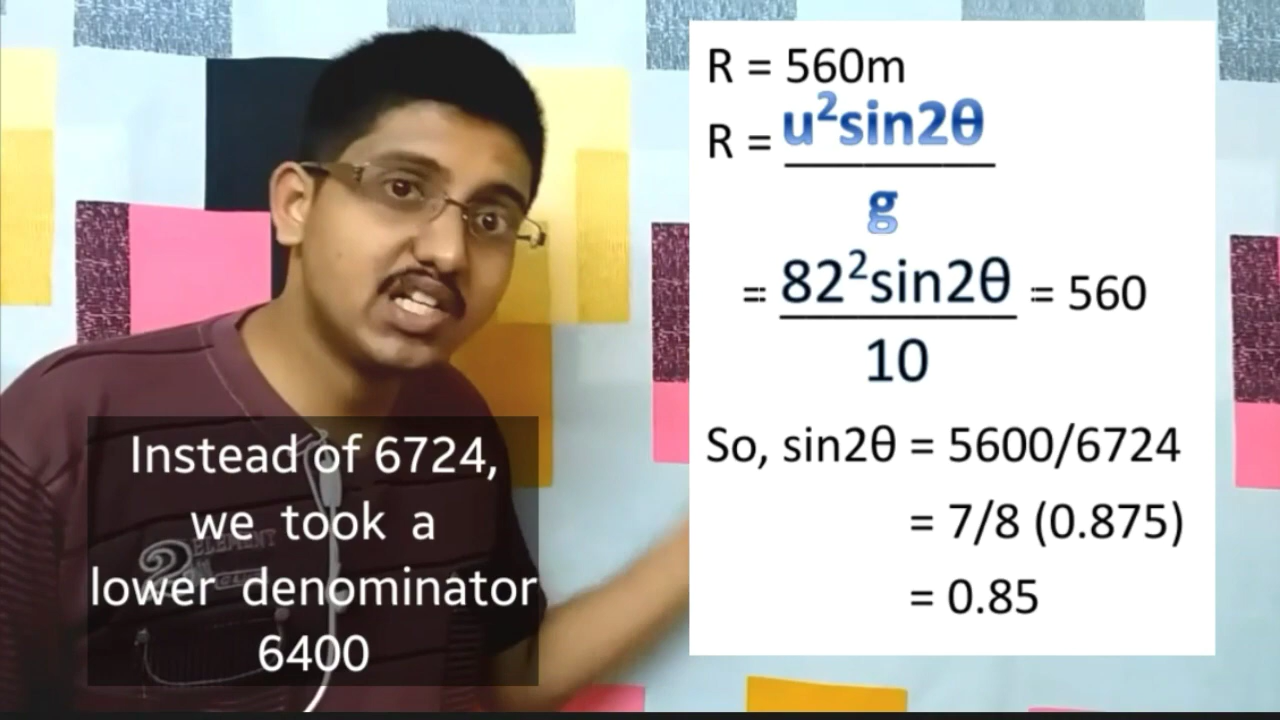 R = 560m
R = u²sin2θ
g
= 82²sin2θ = 560
10
So, sin2θ = 5600/6724
= 7/8 (0.875)
= 0.85
Instead of 6724,
we took a
lower denominator
6400
ELEMENT